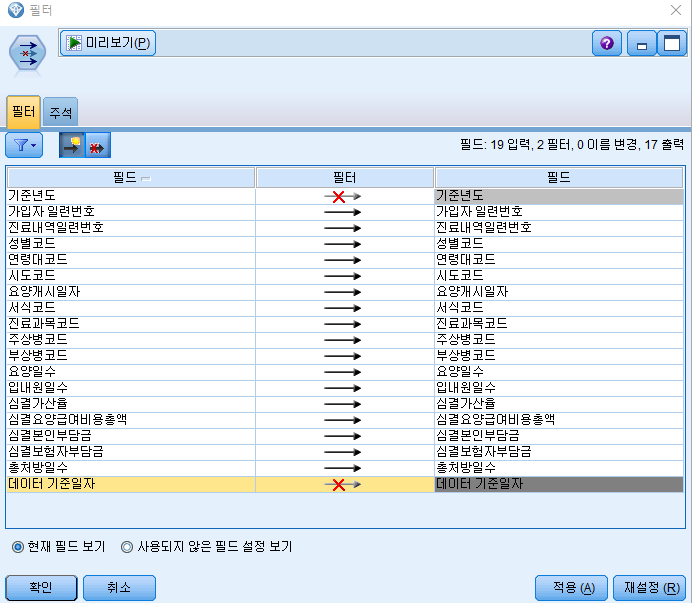 필터
미리보기(P)
필터 주석
필드: 19 입력, 2 필터, 0 이름 변경, 17 출력
필드 필터 필드
기준년도 기준년도
가입자 일련번호 가입자 일련번호
진료내역일련번호 진료내역일련번호
성별코드 성별코드
연령대코드 연령대코드
시도코드 시도코드
요양개시일자 요양개시일자
서식코드 서식코드
진료과목코드 진료과목코드
주상병코드 주상병코드
부상병코드 부상병코드
요양일수 요양일수
입내원일수 입내원일수
심결가산율 심결가산율
심결요양급여비용총액 심결요양급여비용총액
심결본인부담금 심결본인부담금
심결보험자부담금 심결보험자부담금
총처방일수 총처방일수
데이터 기준일자 데이터 기준일자
현재 필드 보기 사용되지 않은 필드 설정 보기
확인 취소 적용 (A) 재설정 (R)